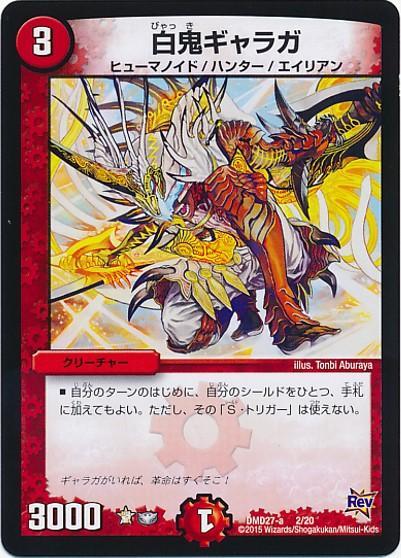 3
びゃっ き
白鬼ギャラガ
ヒューマノイド / ハンター / エイリアン
クリーチャー
illus. Tonbi Aburaya
■ 自分のターンのはじめに、自分のシールドをひとつ、手札
に加えてもよい。ただし、その「S・トリガー」は使えない。
ギャラガがいれば、革命はすぐそこ!
Rev
DMD27-a 2/20
3000
©2015 Wizards/Shogakukan/Mitsui-Kids